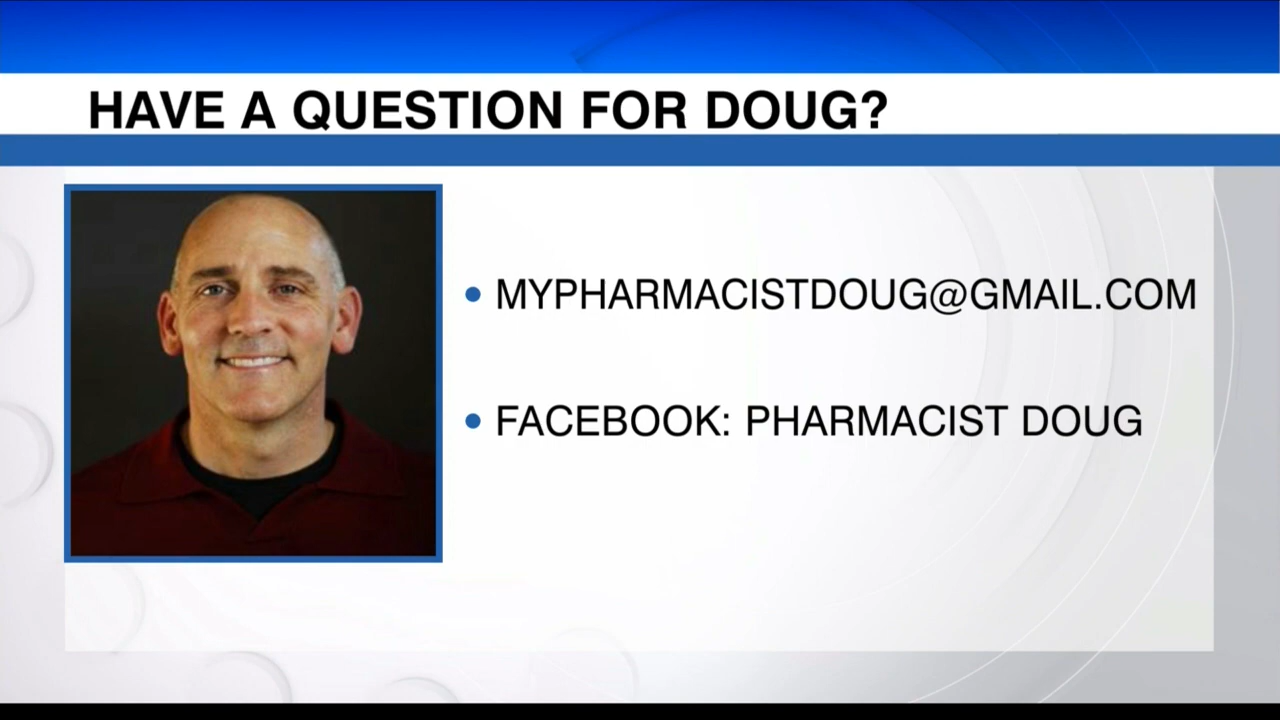 HAVE A QUESTION FOR DOUG?
• MYPHARMACISTDOUG@GMAIL.COM
• FACEBOOK: PHARMACIST DOUG